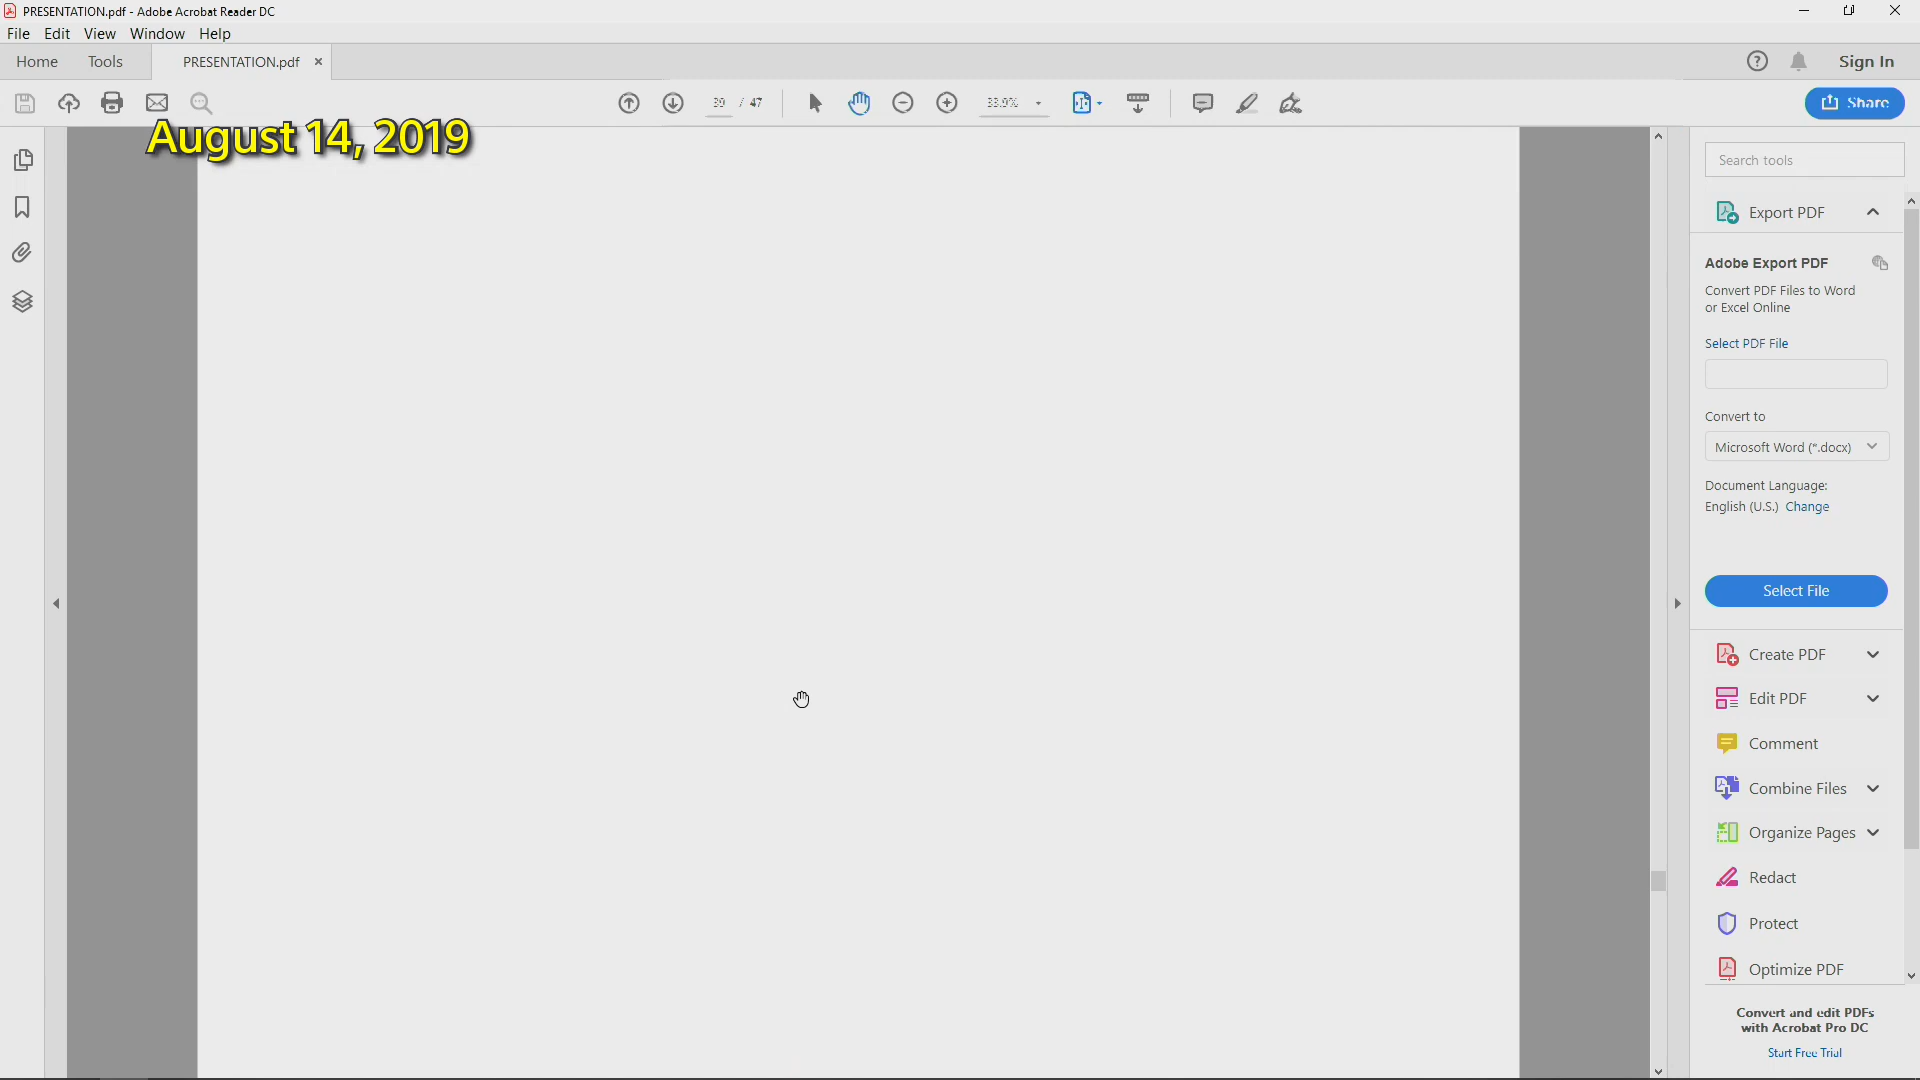 PRESENTATION.pdf - Adobe Acrobat Reader DC
File Edit View Window Help
Home Tools PRESENTATION.pdf × Sign In
39 / 47 33.9% Share
August 14, 2019
Search tools
Export PDF
Adobe Export PDF
Convert PDF Files to Word
or Excel Online
Select PDF File
Convert to
Microsoft Word (*.docx)
Document Language:
English (U.S.) Change
Select File
Create PDF
Edit PDF
Comment
Combine Files
Organize Pages
Redact
Protect
Optimize PDF
Convert and edit PDFs
with Acrobat Pro DC
Start Free Trial